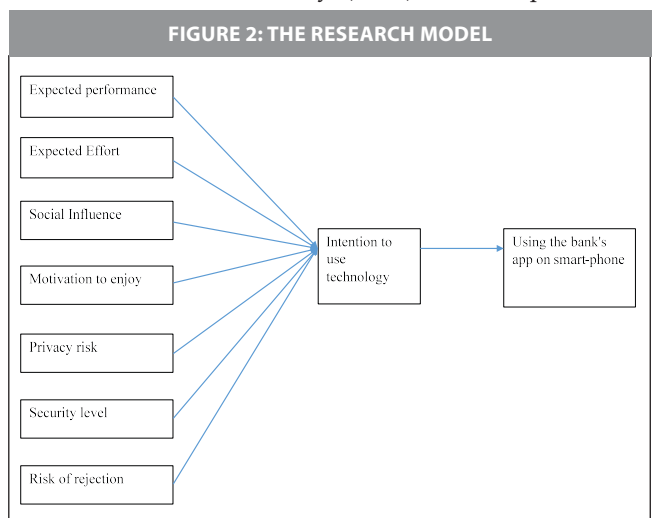 FIGURE 2: THE RESEARCH MODEL
Expected performance
Expected Effort
Social Influence
Motivation to enjoy
Privacy risk
Security level
Risk of rejection
Intention to
use
technology
Using the bank's
app on smart-phone